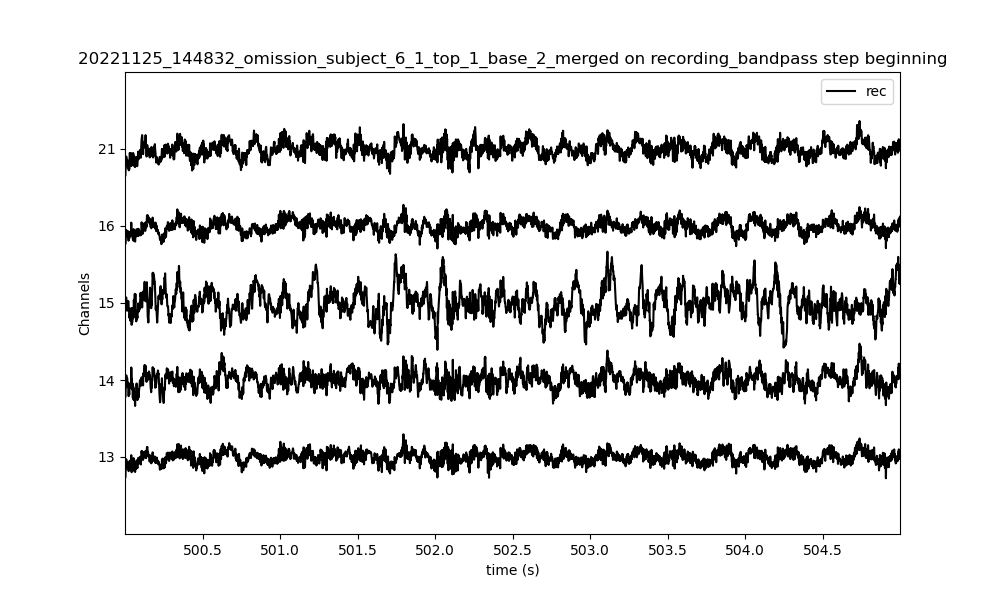 20221125_144832_omission_subject_6_1_top_1_base_2_merged on recording_bandpass step beginning
rec
21
16
15
14
13
Channels
500.5 501.0 501.5 502.0 502.5 503.0 503.5 504.0 504.5
time (s)